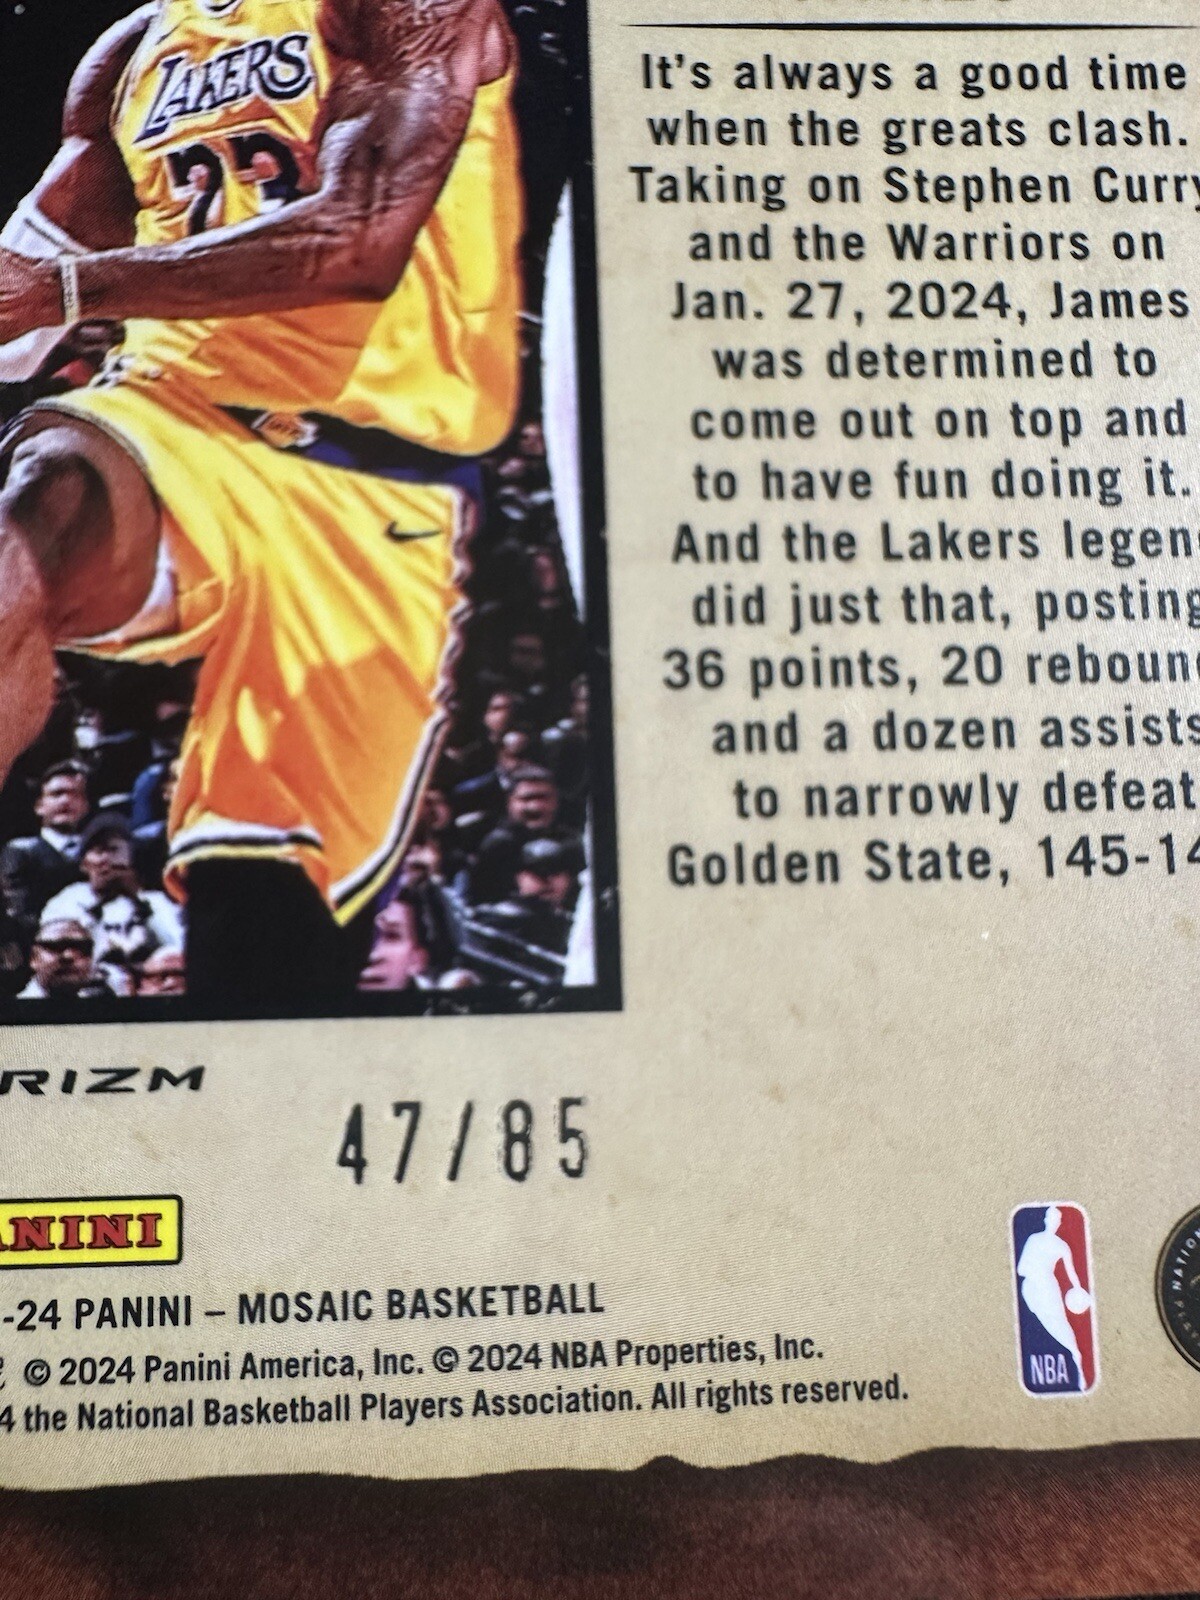 LAKERS
23
It's always a good time
when the greats clash.
Taking on Stephen Curry
and the Warriors on
Jan. 27, 2024, James
was determined to
come out on top and
to have fun doing it.
And the Lakers legen
did just that, posting
36 points, 20 reboun
and a dozen assists
to narrowly defeat
Golden State, 145-14
RIZM
47/85
ANINI
-24 PANINI – MOSAIC BASKETBALL
© 2024 Panini America, Inc. © 2024 NBA Properties, Inc.
4 the National Basketball Players Association. All rights reserved.
NBA
NATION